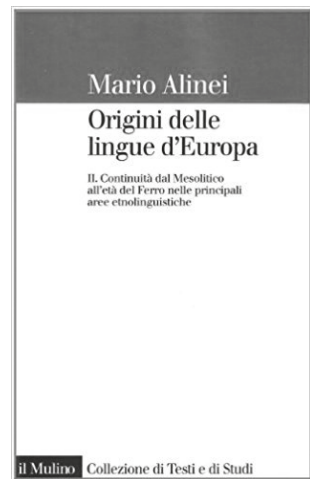 Mario Alinei
Origini delle
lingue d'Europa
II. Continuità dal Mesolitico
all'età del Ferro nelle principali
aree etnolinguistiche
il Mulino Collezione di Testi e di Studi